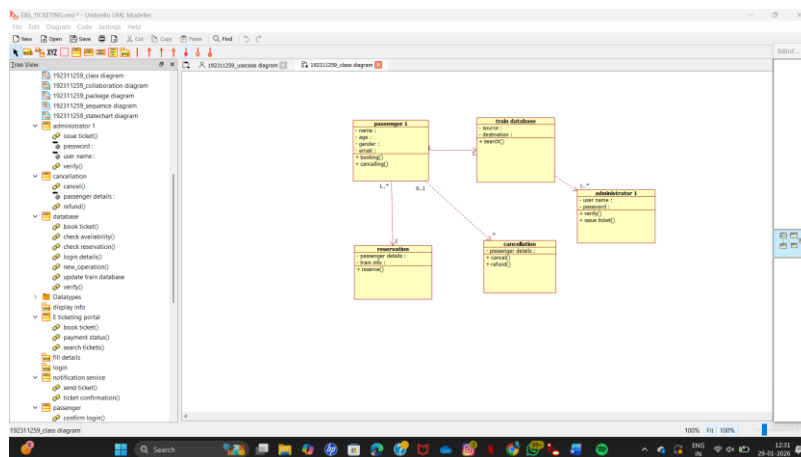 EX6_TICKETING.xmi * - Umbrello UML Modeller
File Edit Diagram Code Settings Help
New Open Save Cut Copy Paste Find
XYZ
Tree View
192311259_usecase diagram
192311259_class diagram
192311259_class diagram
192311259_collaboration diagram
192311259_package diagram
192311259_sequence diagram
192311259_statechart diagram
administrator 1
issue ticket()
password :
user name :
verify()
cancellation
cancel()
passenger details :
refund()
database
book ticket()
check availability()
check reservation()
login details()
new_operation()
update train database
verify()
Datatypes
display info
E ticketing portal
book ticket()
payment status()
search tickets()
fill details
login
notification service
send ticket()
ticket confirmation()
passenger
confirm login()
passenger 1
- name :
- age :
- gender :
- email :
+ booking()
+ cancelling()
train database
- source :
- destination :
+ search()
administrator 1
- user name :
- password :
+ verify()
+ issue ticket()
reservation
- passenger details :
- train info :
+ reserve()
cancellation
- passenger details :
+ cancel()
+ refund()
1..*
0..1
1..*
*
192311259_class diagram
100% Fit 100%
Search
99+
ENG
IN
12:31
29-01-2026